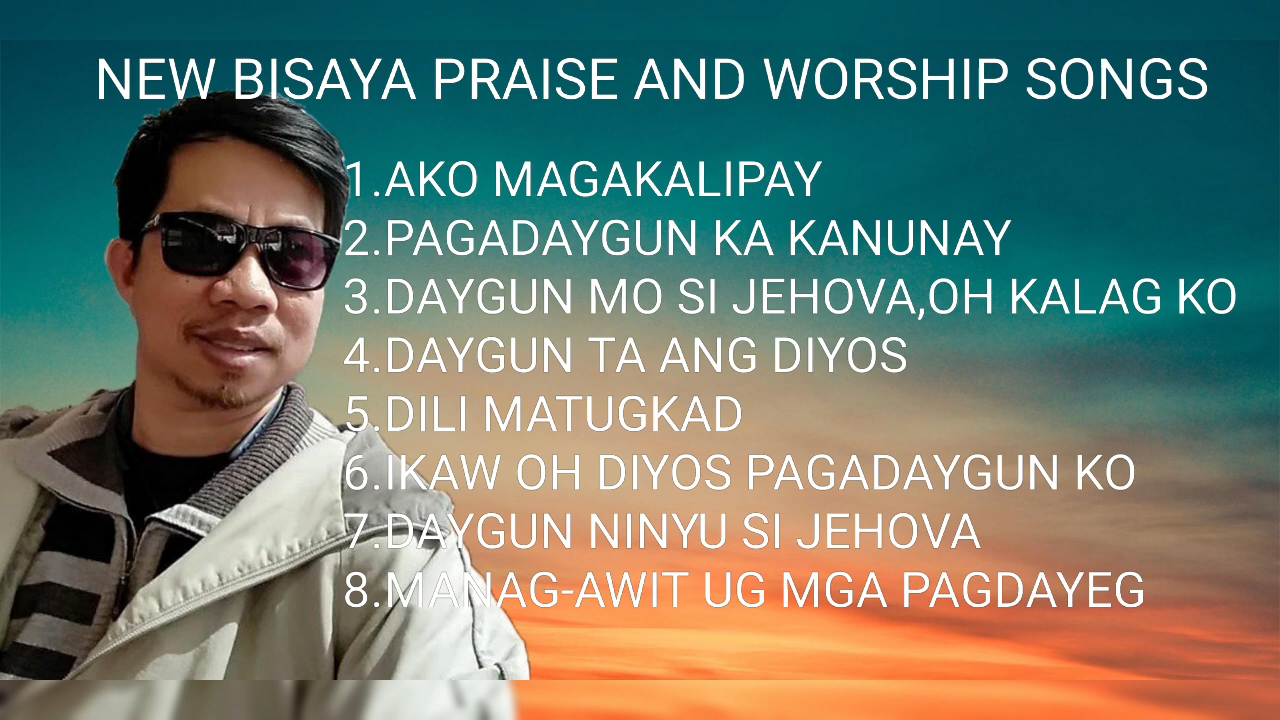 NEW BISAYA PRAISE AND WORSHIP SONGS
1.AKO MAGAKALIPAY
2.PAGADAYGUN KA KANUNAY
3.DAYGUN MO SI JEHOVA,OH KALAG KO
4.DAYGUN TA ANG DIYOS
5.DILI MATUGKAD
6.IKAW OH DIYOS PAGADAYGUN KO
7.DAYGUN NINYU SI JEHOVA
8.MANAG-AWIT UG MGA PAGDAYEG